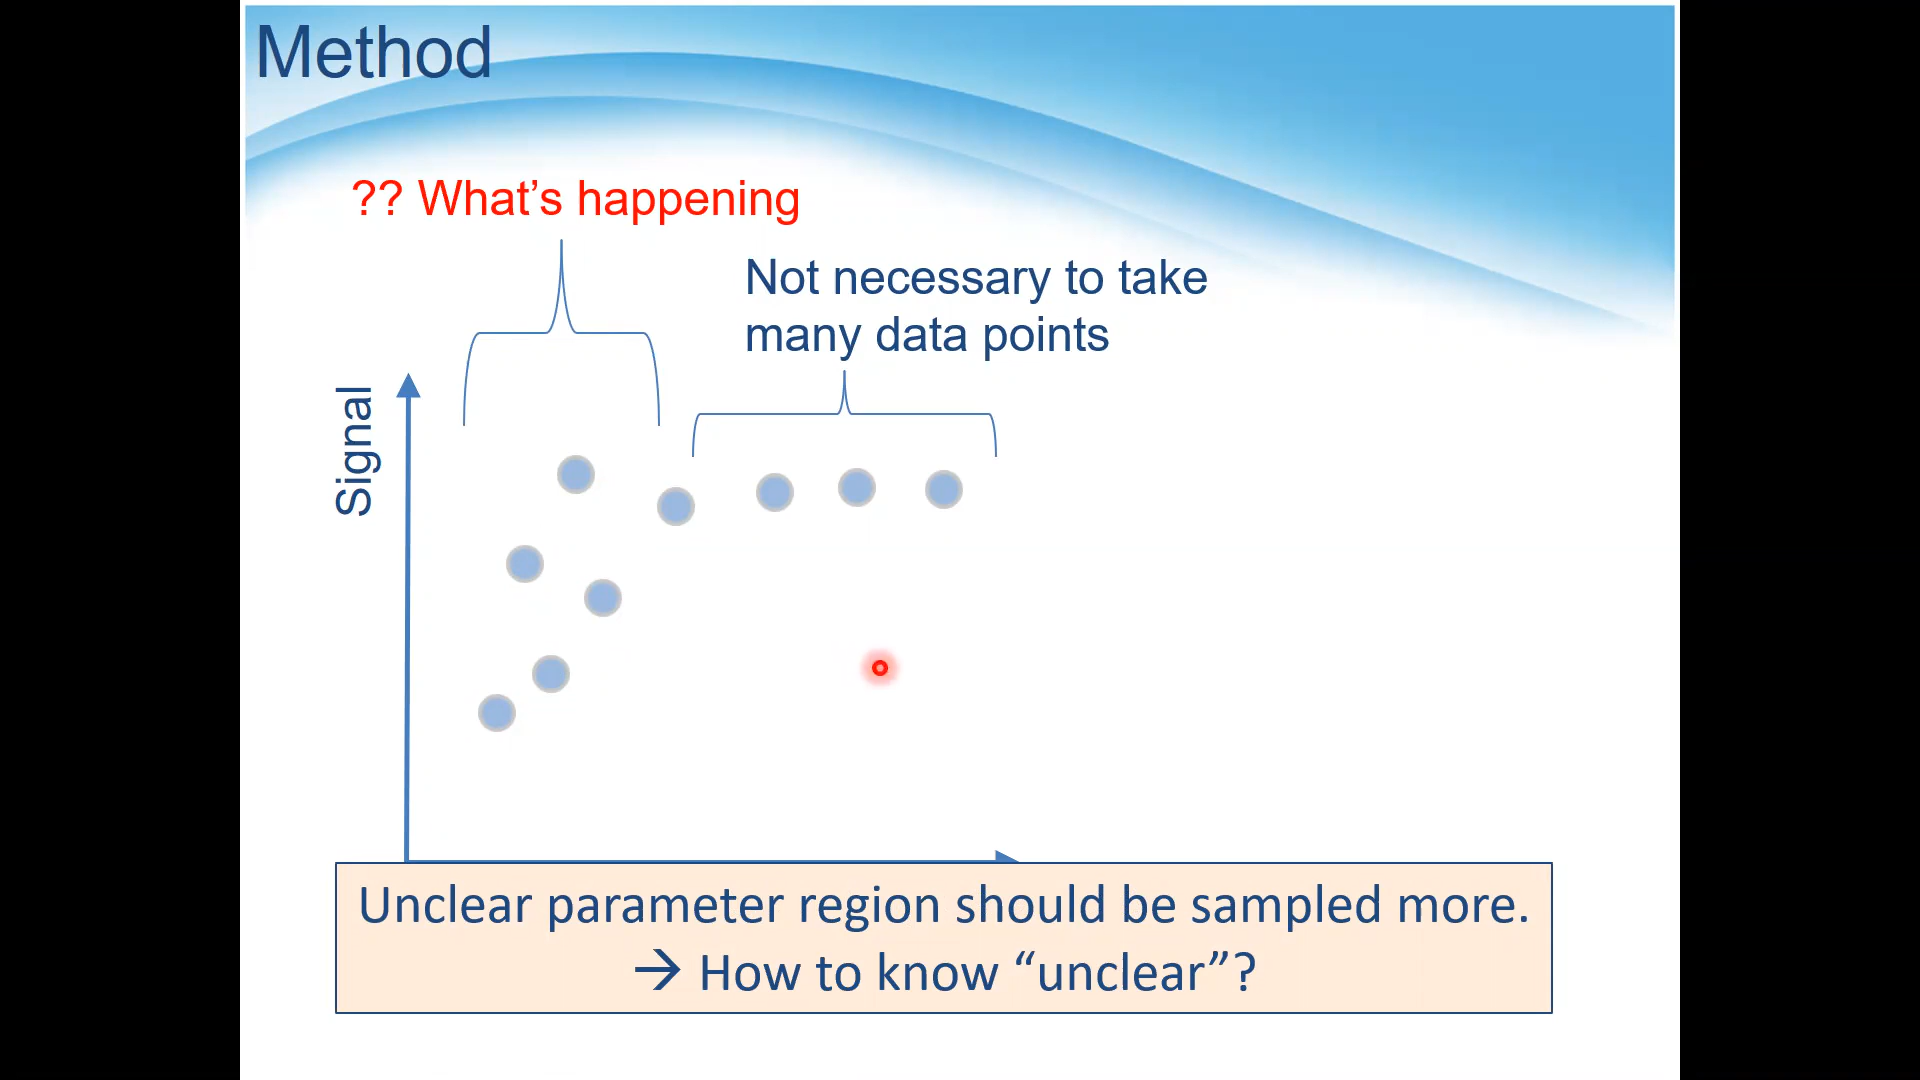 Method
?? What’s happening
Not necessary to take
many data points
Signal
Unclear parameter region should be sampled more.
→ How to know “unclear”?